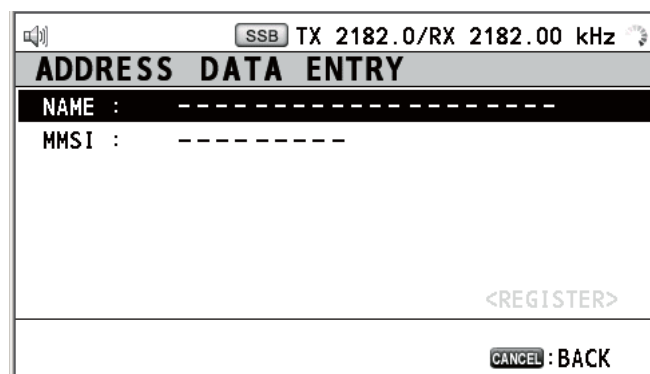 SSB TX 2182.0/RX 2182.00 kHz
ADDRESS DATA ENTRY
NAME : --------------------
MMSI : ---------
<REGISTER>
CANCEL : BACK